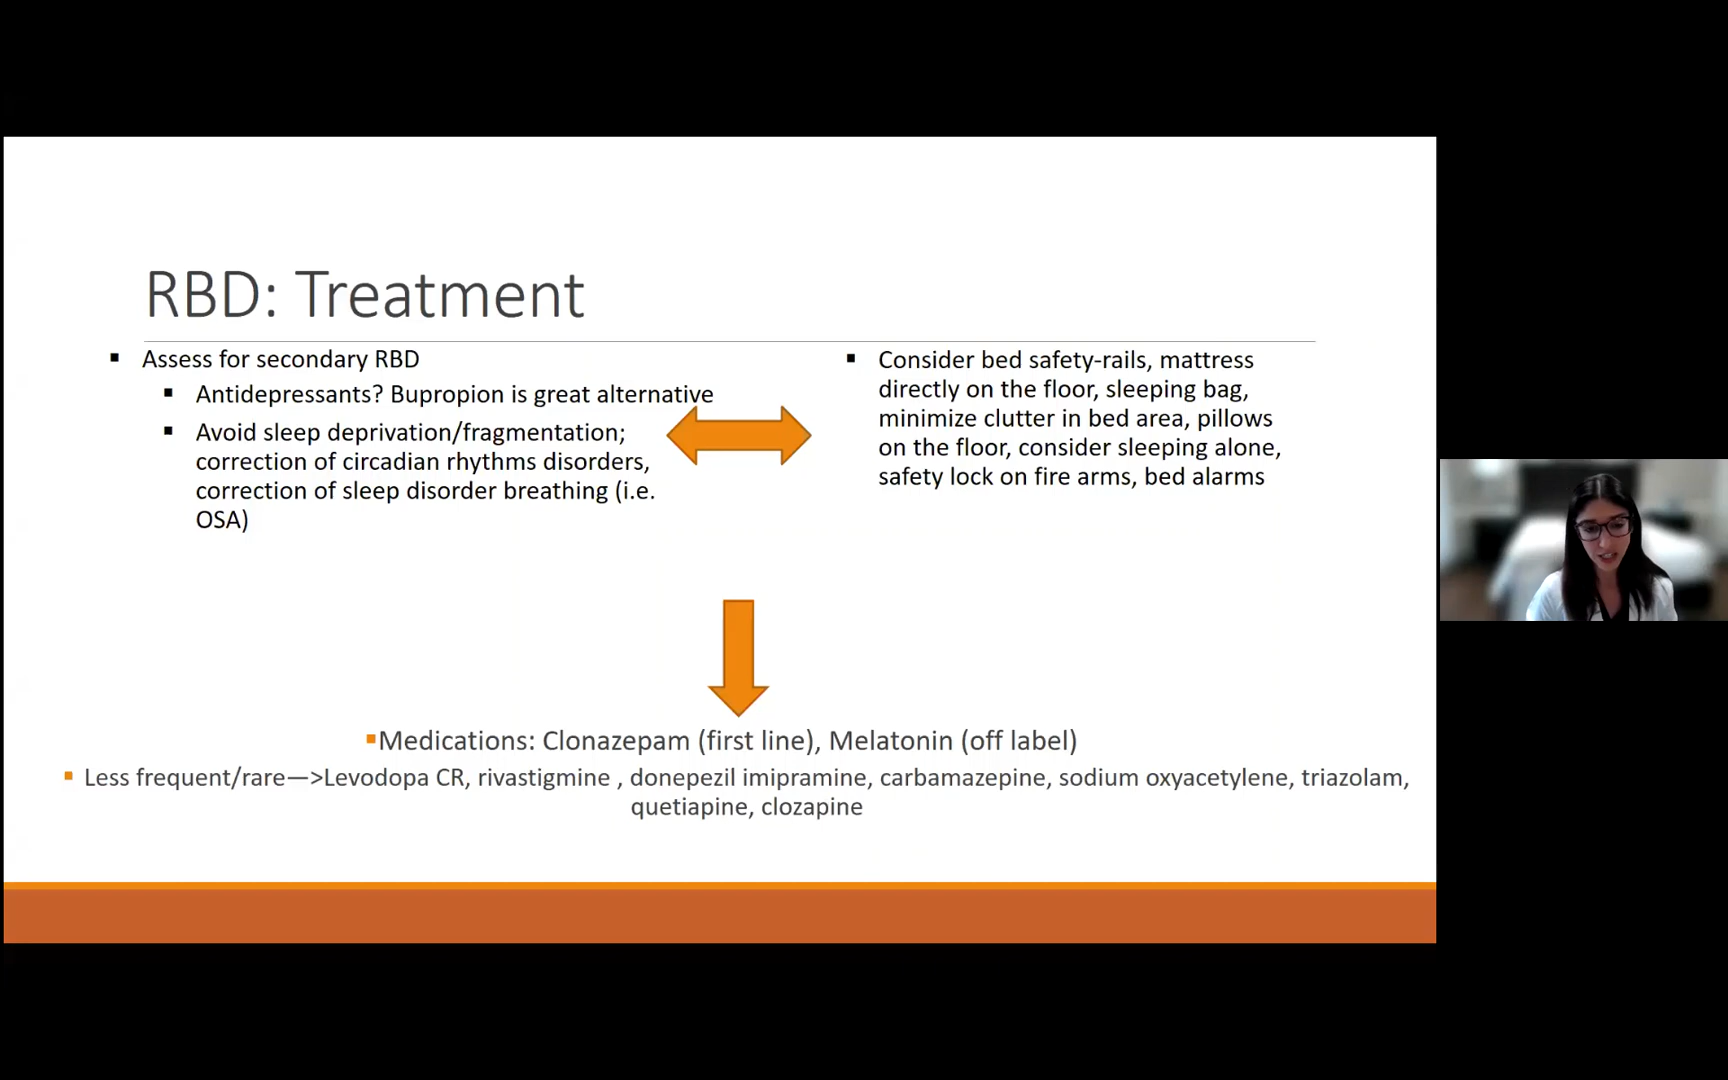 RBD: Treatment
Assess for secondary RBD
Antidepressants? Bupropion is great alternative
Avoid sleep deprivation/fragmentation;
correction of circadian rhythms disorders,
correction of sleep disorder breathing (i.e.
OSA)
Consider bed safety-rails, mattress
directly on the floor, sleeping bag,
minimize clutter in bed area, pillows
on the floor, consider sleeping alone,
safety lock on fire arms, bed alarms
Medications: Clonazepam (first line), Melatonin (off label)
Less frequent/rare—>Levodopa CR, rivastigmine , donepezil imipramine, carbamazepine, sodium oxyacetylene, triazolam,
quetiapine, clozapine